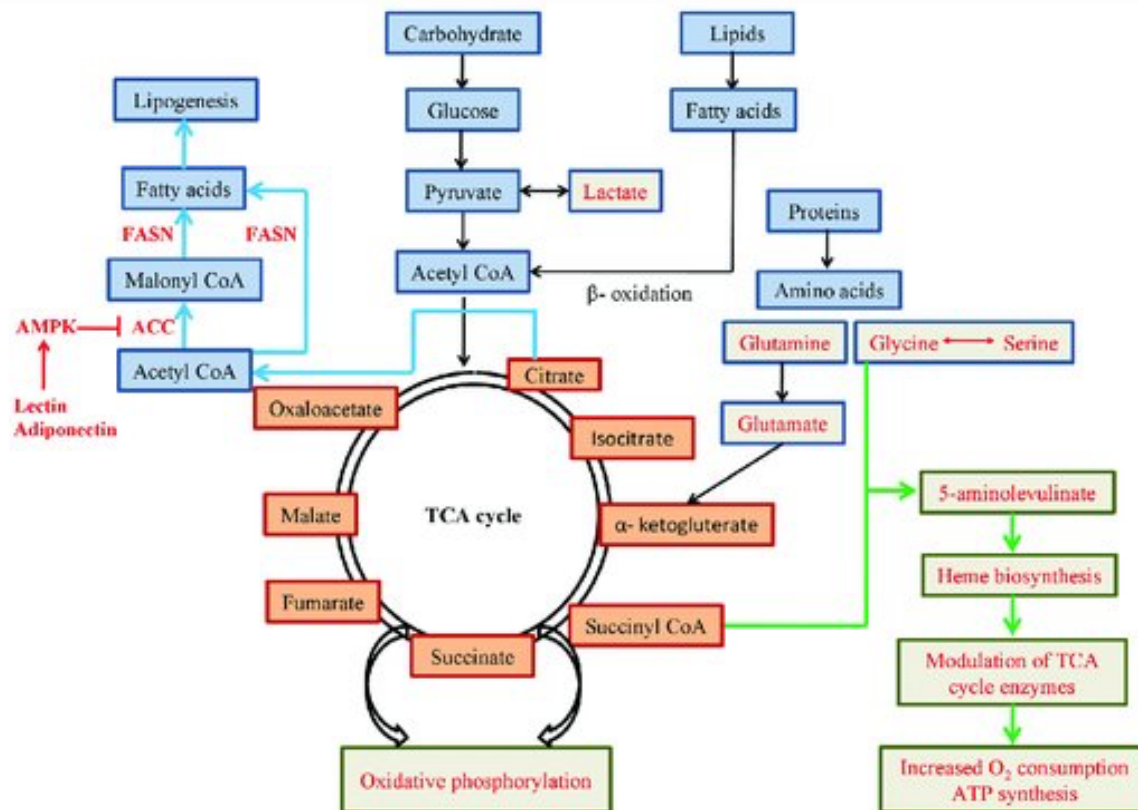 Carbohydrate
Lipids
Lipogenesis
Glucose
Fatty acids
Fatty acids
Pyruvate
Lactate
Proteins
FASN
FASN
Malonyl CoA
Acetyl CoA
β- oxidation
Amino acids
AMPK
ACC
Glutamine
Glycine
Serine
Acetyl CoA
Citrate
Lectin
Adiponectin
Oxaloacetate
Isocitrate
Glutamate
5-aminolevulinate
Malate
TCA cycle
α- ketogluterate
Heme biosynthesis
Fumarate
Succinyl CoA
Succinate
Modulation of TCA
cycle enzymes
Oxidative phosphorylation
Increased O₂ consumption
ATP synthesis